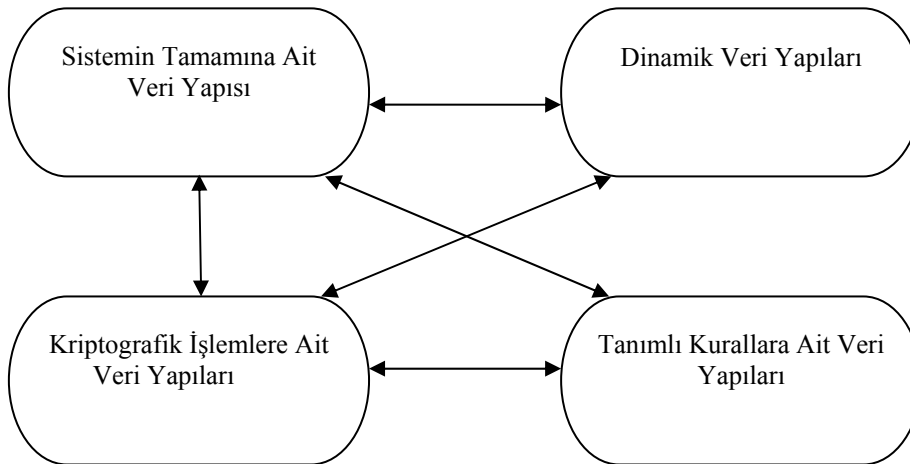 Sistemin Tamamına Ait
Veri Yapısı
Dinamik Veri Yapıları
Kriptografik İşlemlere Ait
Veri Yapıları
Tanımlı Kurallara Ait Veri
Yapıları